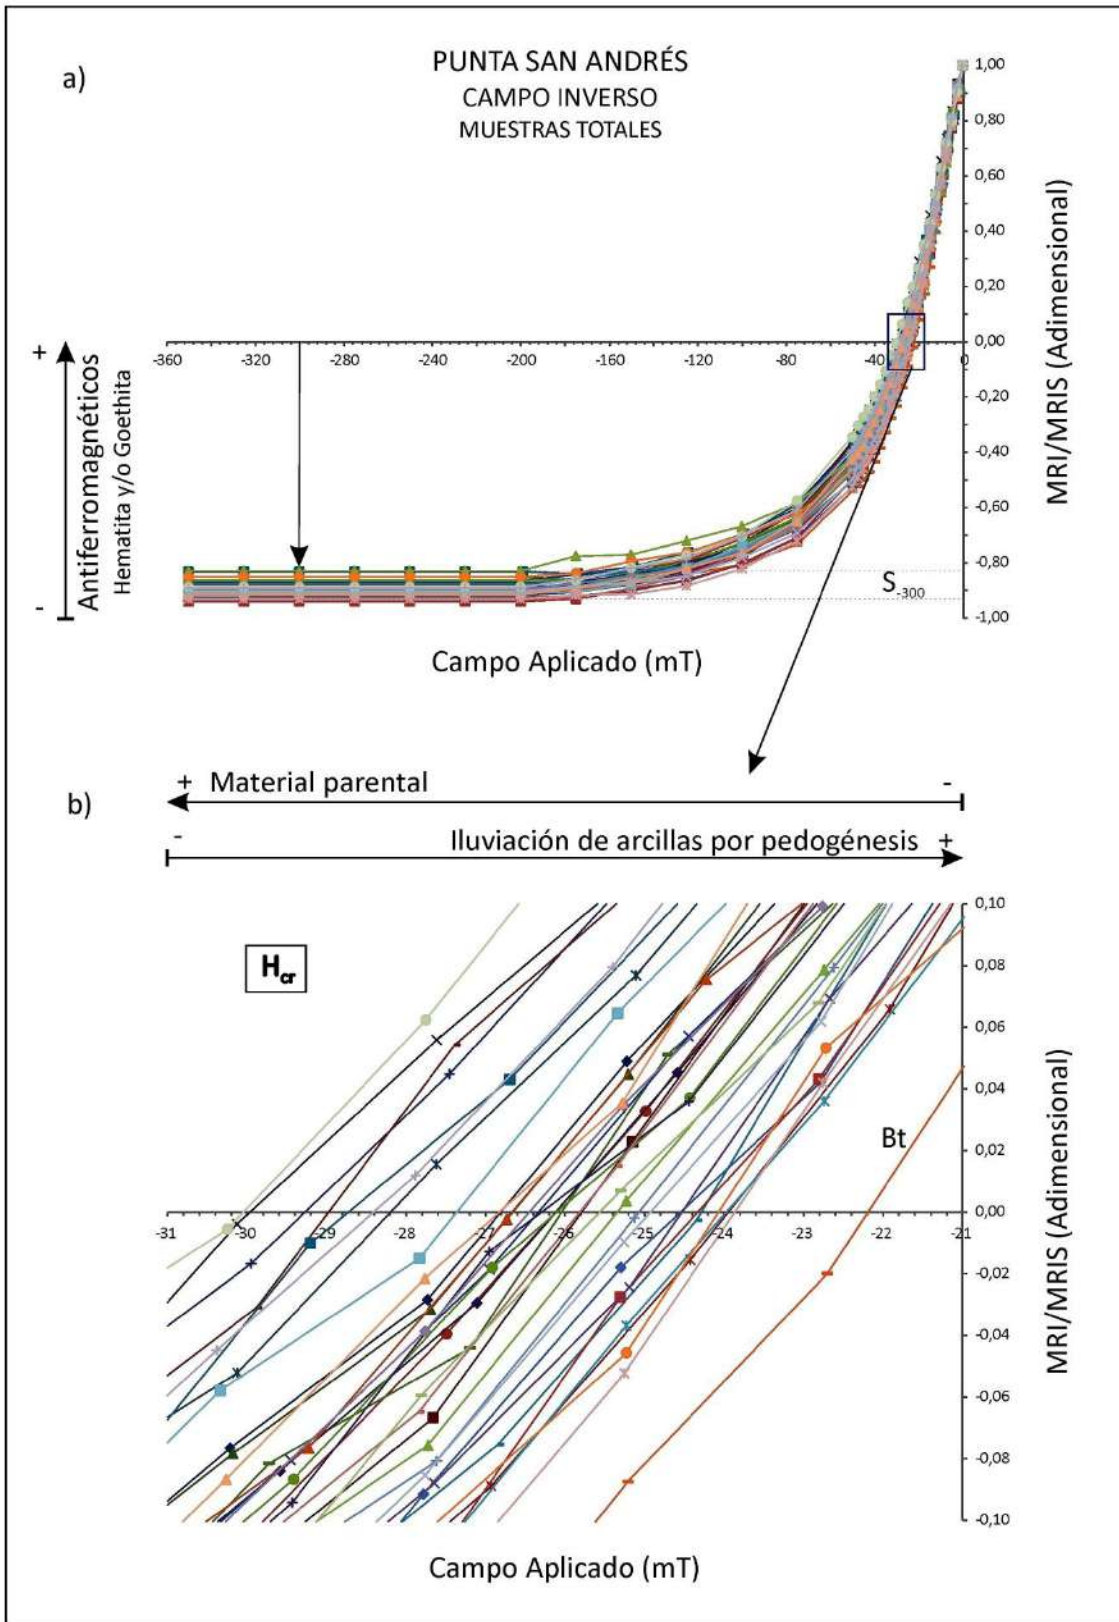 a)
PUNTA SAN ANDRÉS
CAMPO INVERSO
MUESTRAS TOTALES
1,00
0,80
0,60
0,40
0,20
0,00
-0,20
-0,40
-0,60
-0,80
-1,00
MRI/MRIS (Adimensional)
-360
-320
-280
-240
-200
-160
-120
-80
-40
0
+
-
Antiferromagnéticos
Hematita y/o Goethita
S-300
Campo Aplicado (mT)
+ Material parental -
b)
- Iluviación de arcillas por pedogénesis +
Hcr
0,10
0,08
0,06
0,04
0,02
0,00
-0,02
-0,04
-0,06
-0,08
-0,10
MRI/MRIS (Adimensional)
Bt
-31
-30
-29
-28
-27
-26
-25
-24
-23
-22
-21
Campo Aplicado (mT)